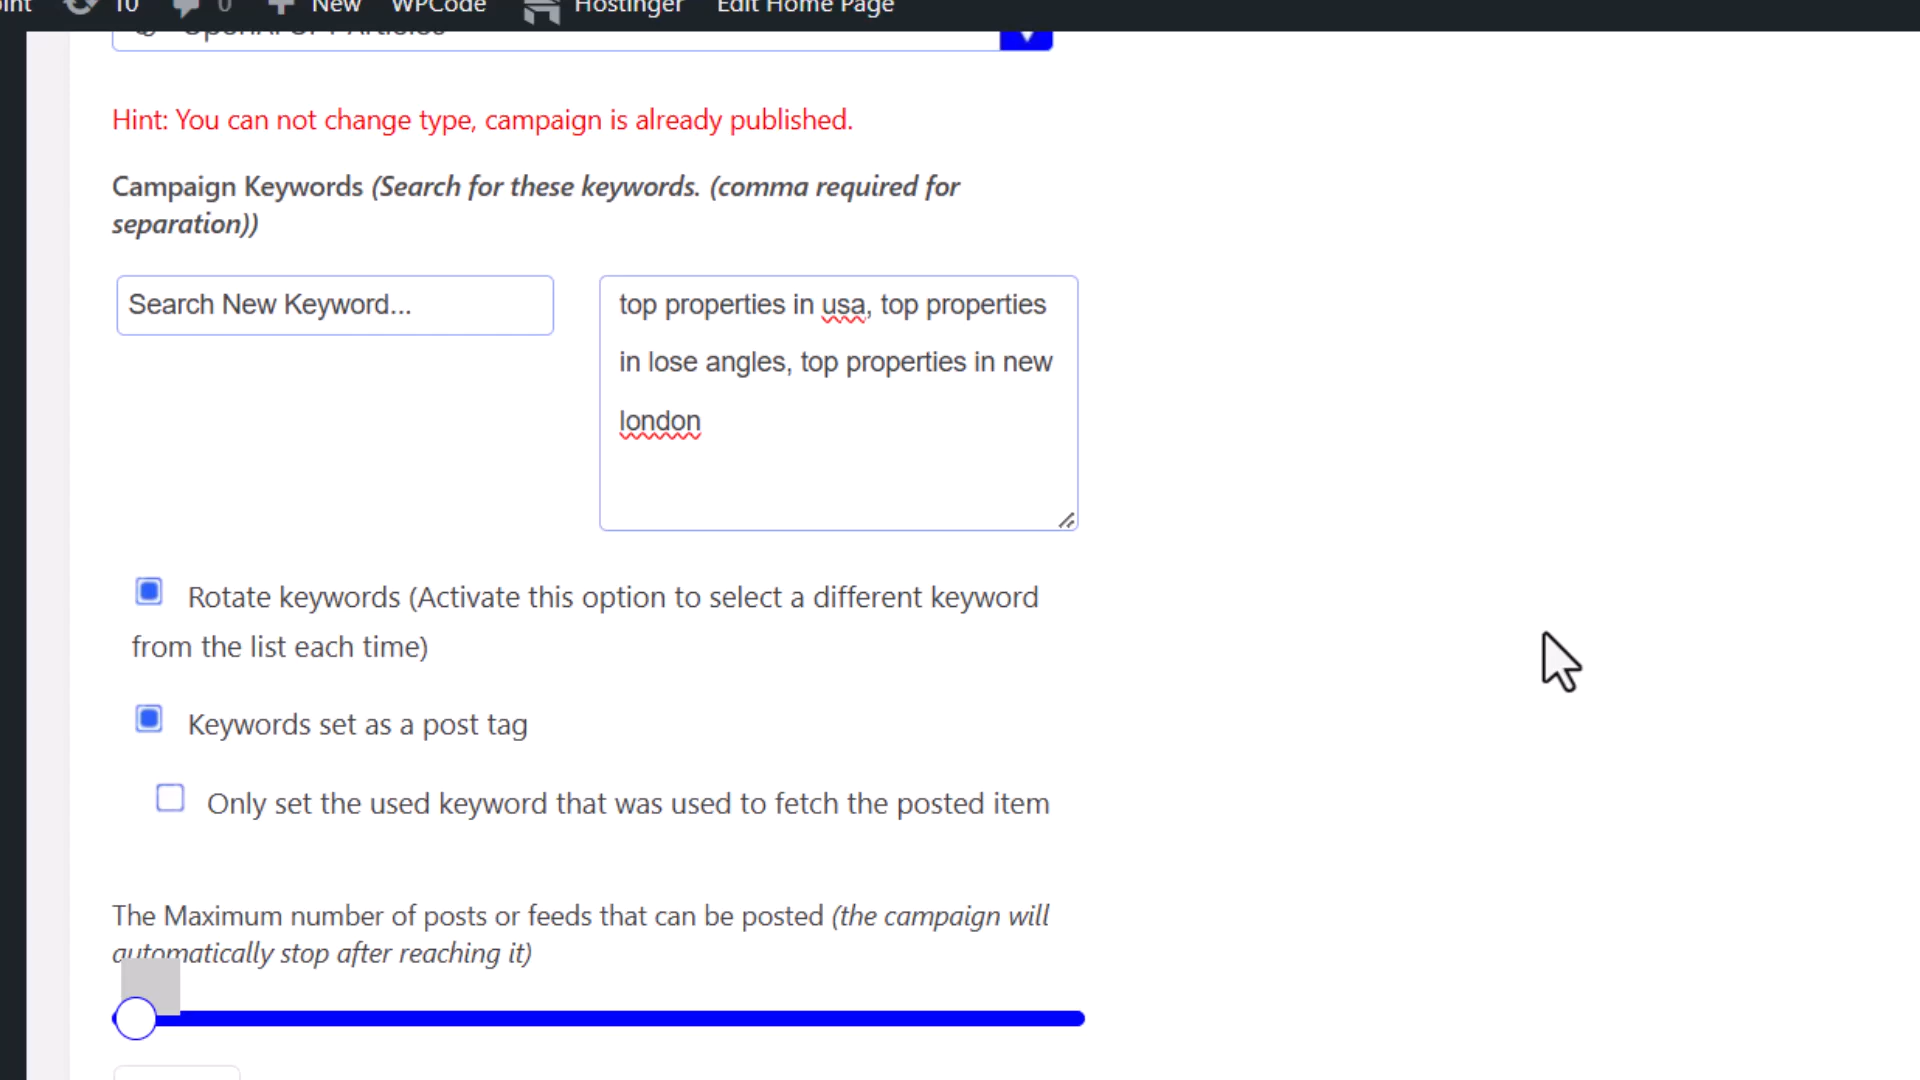 10 0 New WPCode Hostinger Edit Home Page
Hint: You can not change type, campaign is already published.
Campaign Keywords (Search for these keywords. (comma required for
separation))
Search New Keyword...
top properties in usa, top properties
in lose angles, top properties in new
london
Rotate keywords (Activate this option to select a different keyword
from the list each time)
Keywords set as a post tag
Only set the used keyword that was used to fetch the posted item
The Maximum number of posts or feeds that can be posted (the campaign will
automatically stop after reaching it)